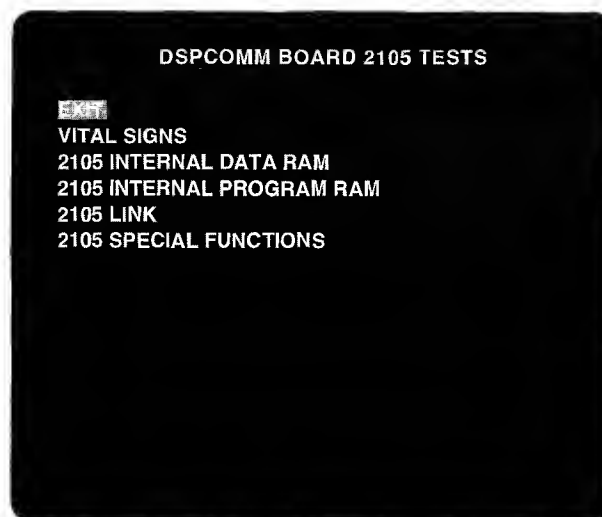 DSPCOMM BOARD 2105 TESTS
EXIT
VITAL SIGNS
2105 INTERNAL DATA RAM
2105 INTERNAL PROGRAM RAM
2105 LINK
2105 SPECIAL FUNCTIONS